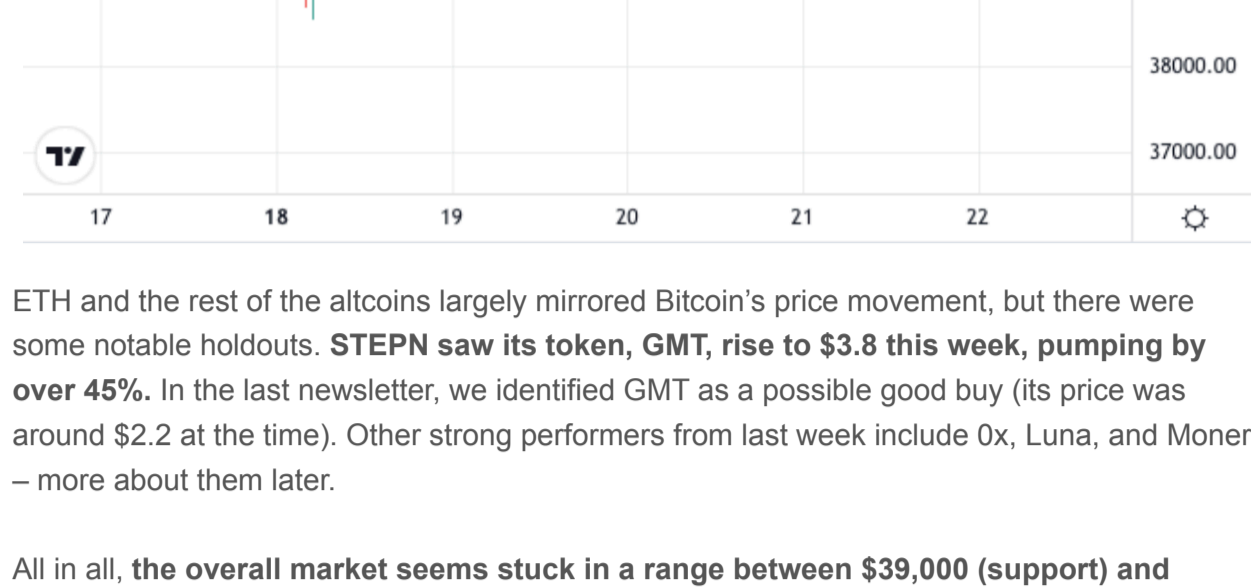 38000.00
37000.00
17 18 19 20 21 22
ETH and the rest of the altcoins largely mirrored Bitcoin’s price movement, but there were
some notable holdouts. STEPN saw its token, GMT, rise to $3.8 this week, pumping by
over 45%. In the last newsletter, we identified GMT as a possible good buy (its price was
around $2.2 at the time). Other strong performers from last week include 0x, Luna, and Moner
– more about them later.
All in all, the overall market seems stuck in a range between $39,000 (support) and